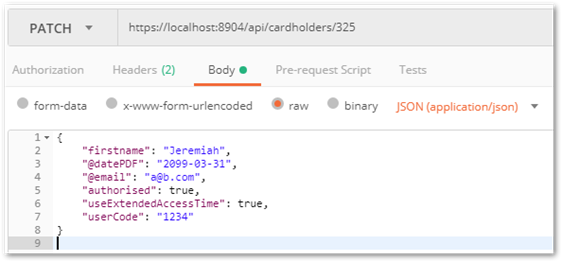 PATCH https://localhost:8904/api/cardholders/325
Authorization Headers (2) Body Pre-request Script Tests
form-data x-www-form-urlencoded raw binary JSON (application/json)
1 {
2 "firstname": "Jeremiah",
3 "@datePDF": "2099-03-31",
4 "@email": "a@b.com",
5 "authorised": true,
6 "useExtendedAccessTime": true,
7 "userCode": "1234"
8 }
9